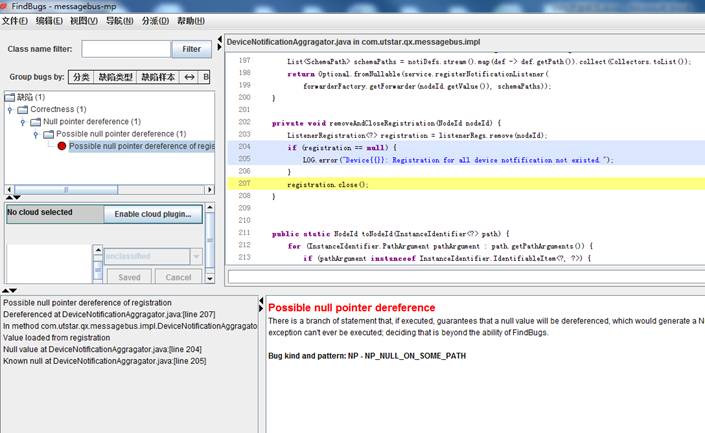 FindBugs - messagebus-mp
文件(F) 编辑(E) 视图(V) 导航(N) 分派(D) 帮助(H)
Class name filter:
Filter
Group bugs by:
分类
缺陷类型
缺陷样本
↔
B
缺陷 (1)
Correctness (1)
Null pointer dereference (1)
Possible null pointer dereference (1)
Possible null pointer dereference of regis
No cloud selected
Enable cloud plugin...
unclassified
Saved
Cancel
DeviceNotificationAggragator.java in com.utstar.qx.messagebus.impl
197 List<SchemaPath> schemaPaths = notiDefs.stream().map(def -> def.getPath()).collect(Collectors.toList());
198 return Optional.fromNullable(service.registerNotificationListener(
199 forwarderFactory.getForwarder(nodeId.getValue()), schemaPaths));
200 }
201
202 private void removeAndCloseRegistriation(NodeId nodeId) {
203 ListenerRegistration<?> registration = listenerRegs.remove(nodeId);
204 if (registration == null) {
205 LOG.error("Device{{}}: Registration for all device notfification not existed.");
206 }
207 registration.close();
208 }
209
210
211 public static NodeId toNodeId(InstanceIdentifier<?> path) {
212 for (InstanceIdentifier.PathArgument pathArgument : path.getPathArguments()) {
213 if (pathArgument instanceof InstanceIdentifier.IdentifiableItem<?, ?>) {
Possible null pointer dereference of registration
Dereferenced at DeviceNotificationAggragator.java:[line 207]
In method com.utstar.qx.messagebus.impl.DeviceNotificationAggragato
Value loaded from registration
Null value at DeviceNotificationAggragator.java:[line 204]
Known null at DeviceNotificationAggragator.java:[line 205]
Possible null pointer dereference
There is a branch of statement that, if executed, guarantees that a null value will be dereferenced, which would generate a N
exception can't ever be executed; deciding that is beyond the ability of FindBugs.
Bug kind and pattern: NP - NP_NULL_ON_SOME_PATH